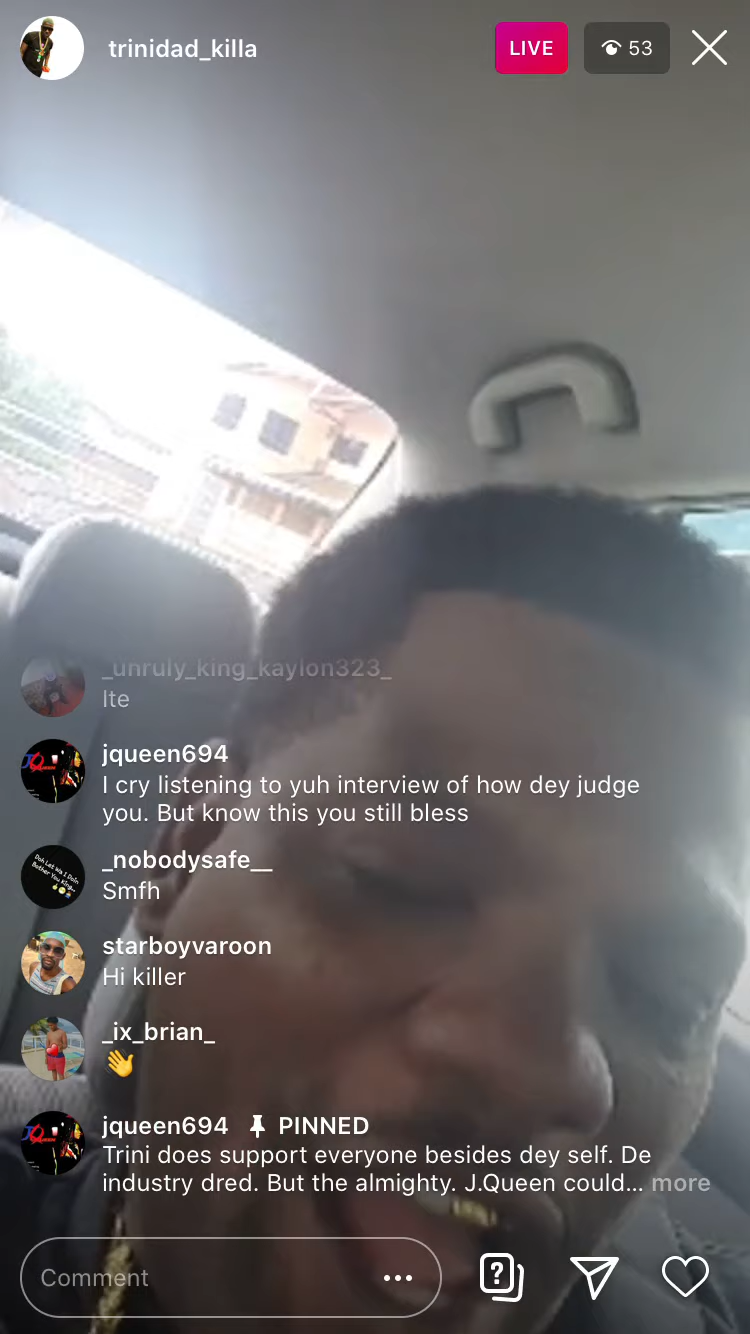 trinidad_killa
LIVE
53
_unruly_king_kaylon323_
Ite
jqueen694
I cry listening to yuh interview of how dey judge
you. But know this you still bless
_nobodysafe__
Smfh
starboyvaroon
Hi killer
_ix_brian_
jqueen694 PINNED
Trini does support everyone besides dey self. De
industry dred. But the almighty. J.Queen could... more
Comment